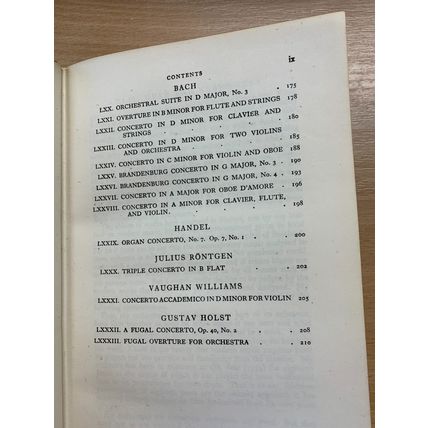 ix
CONTENTS
BACH
LXX. ORCHESTRAL SUITE IN D MAJOR, No. 3 . 175
LXXI. OVERTURE IN B MINOR FOR FLUTE AND STRINGS 178
LXXII. CONCERTO IN D MINOR FOR CLAVIER AND
STRINGS . . . . . . 180
LXXIII. CONCERTO IN D MINOR FOR TWO VIOLINS
AND ORCHESTRA . . . . 185
LXXIV. CONCERTO IN C MINOR FOR VIOLIN AND OBOE 188
LXXV. BRANDENBURG CONCERTO IN G MAJOR, No. 3 . 190
LXXVI. BRANDENBURG CONCERTO IN G MAJOR, No. 4 . 193
LXXVII. CONCERTO IN A MAJOR FOR OBOE D'AMORE . 196
LXXVIII. CONCERTO IN A MINOR FOR CLAVIER, FLUTE,
AND VIOLIN. . . . . . 198
HANDEL
LXXIX. ORGAN CONCERTO, No. 7. Op. 7, No. 1 . . 200
JULIUS RÖNTGEN
LXXX. TRIPLE CONCERTO IN B FLAT . . . 202
VAUGHAN WILLIAMS
LXXXI. CONCERTO ACCADEMICO IN D MINOR FOR VIOLIN 205
GUSTAV HOLST
LXXXII. A FUGAL CONCERTO, Op. 40, No. 2 . . . 208
LXXXIII. FUGAL OVERTURE FOR ORCHESTRA . . 210